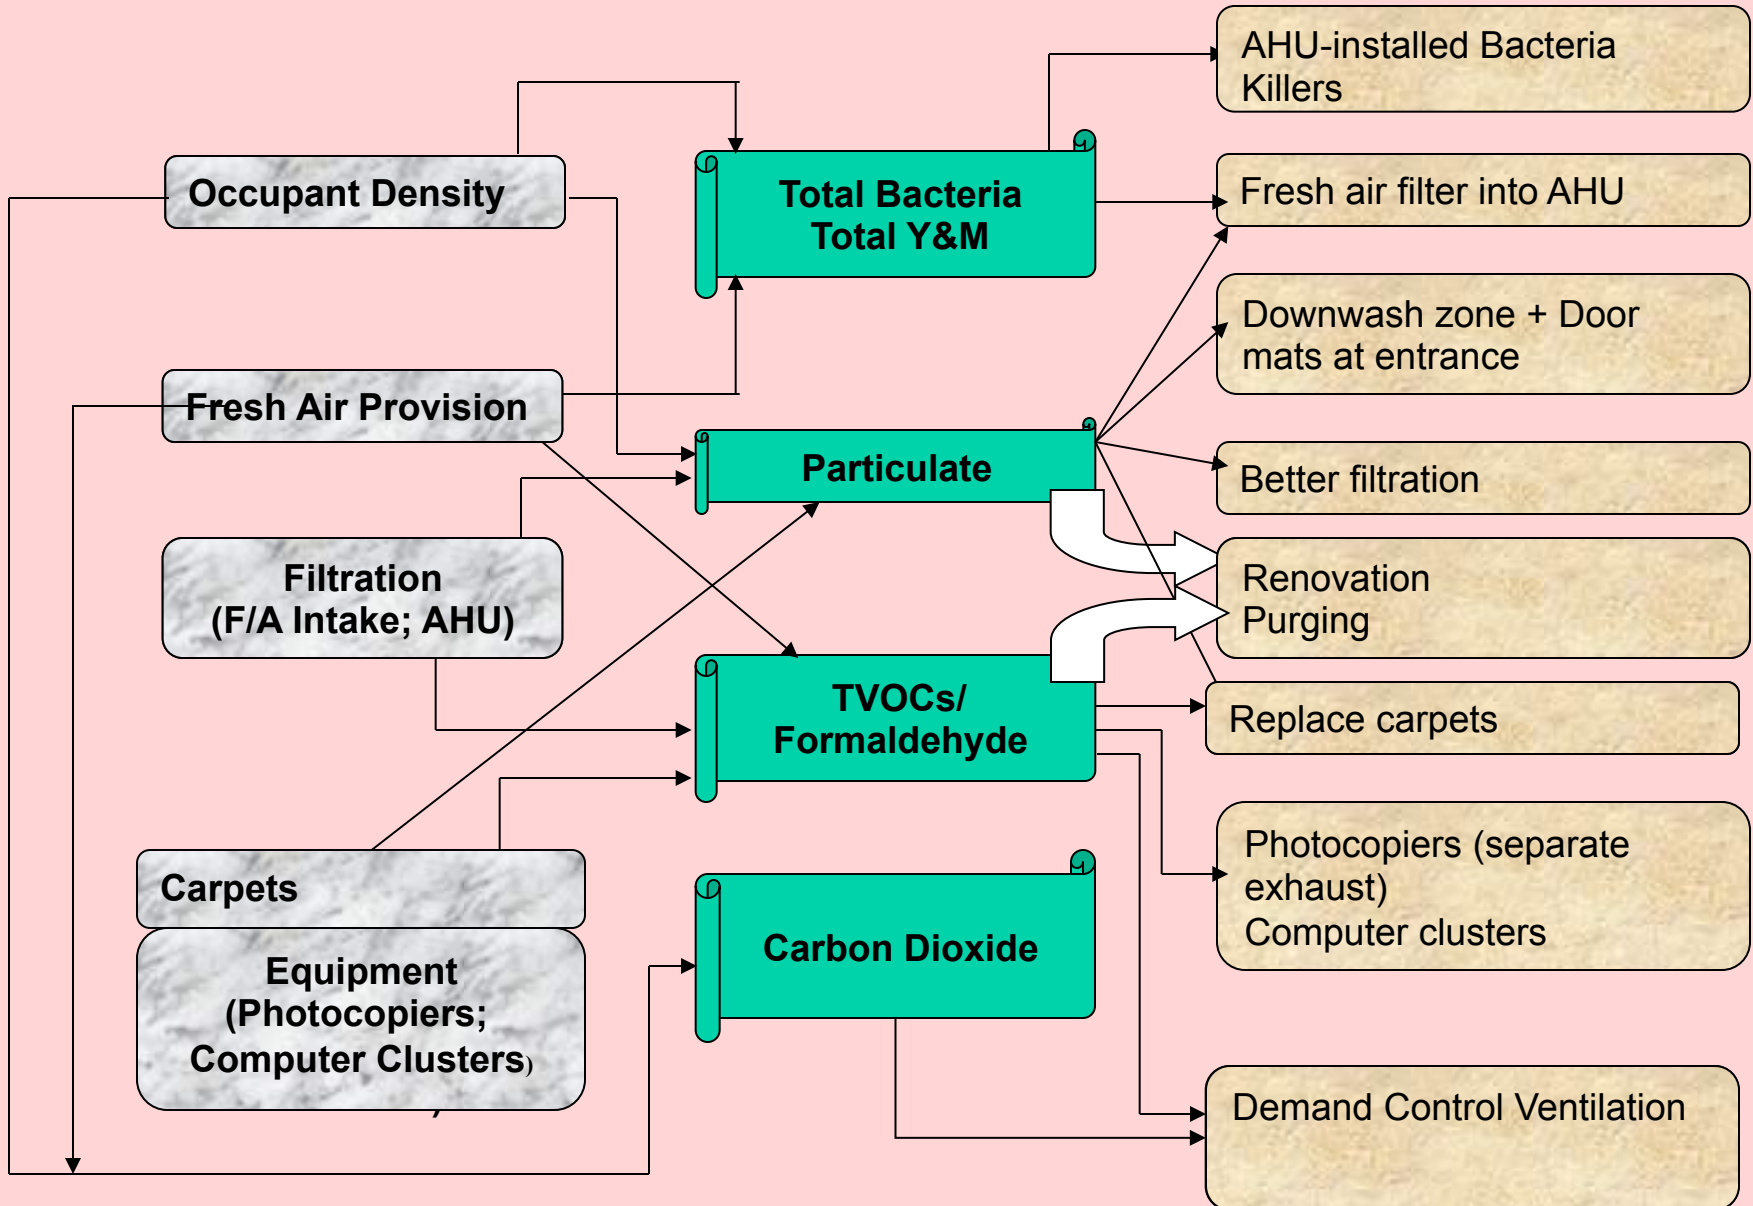 Occupant Density
Fresh Air Provision
Filtration
(F/A Intake; AHU)
Carpets
Equipment
(Photocopiers;
Computer Clusters)
Total Bacteria
Total Y&M
Particulate
TVOCs/
Formaldehyde
Carbon Dioxide
AHU-installed Bacteria
Killers
Fresh air filter into AHU
Downwash zone + Door
mats at entrance
Better filtration
Renovation
Purging
Replace carpets
Photocopiers (separate
exhaust)
Computer clusters
Demand Control Ventilation